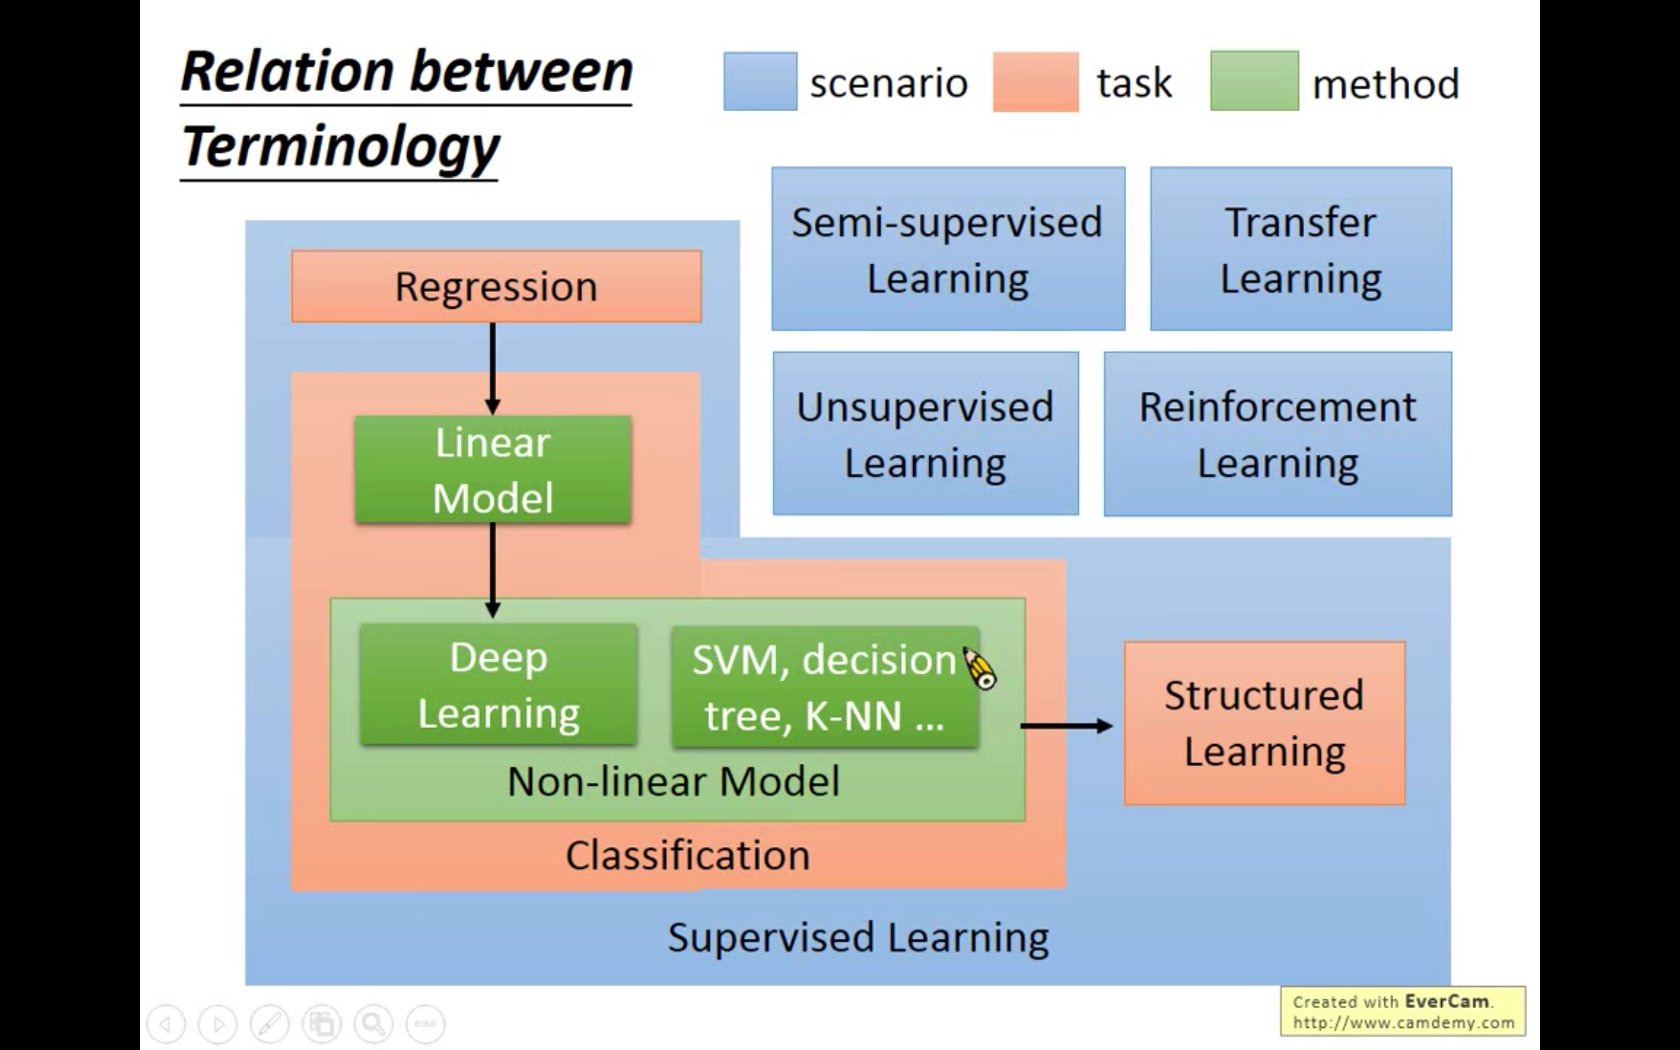 Relation between
Terminology
scenario
task
method
Semi-supervised
Learning
Transfer
Learning
Regression
Unsupervised
Learning
Reinforcement
Learning
Linear
Model
Deep
Learning
SVM, decision
tree, K-NN ...
Non-linear Model
Classification
Structured
Learning
Supervised Learning
Created with EverCam.
http://www.camdemy.com